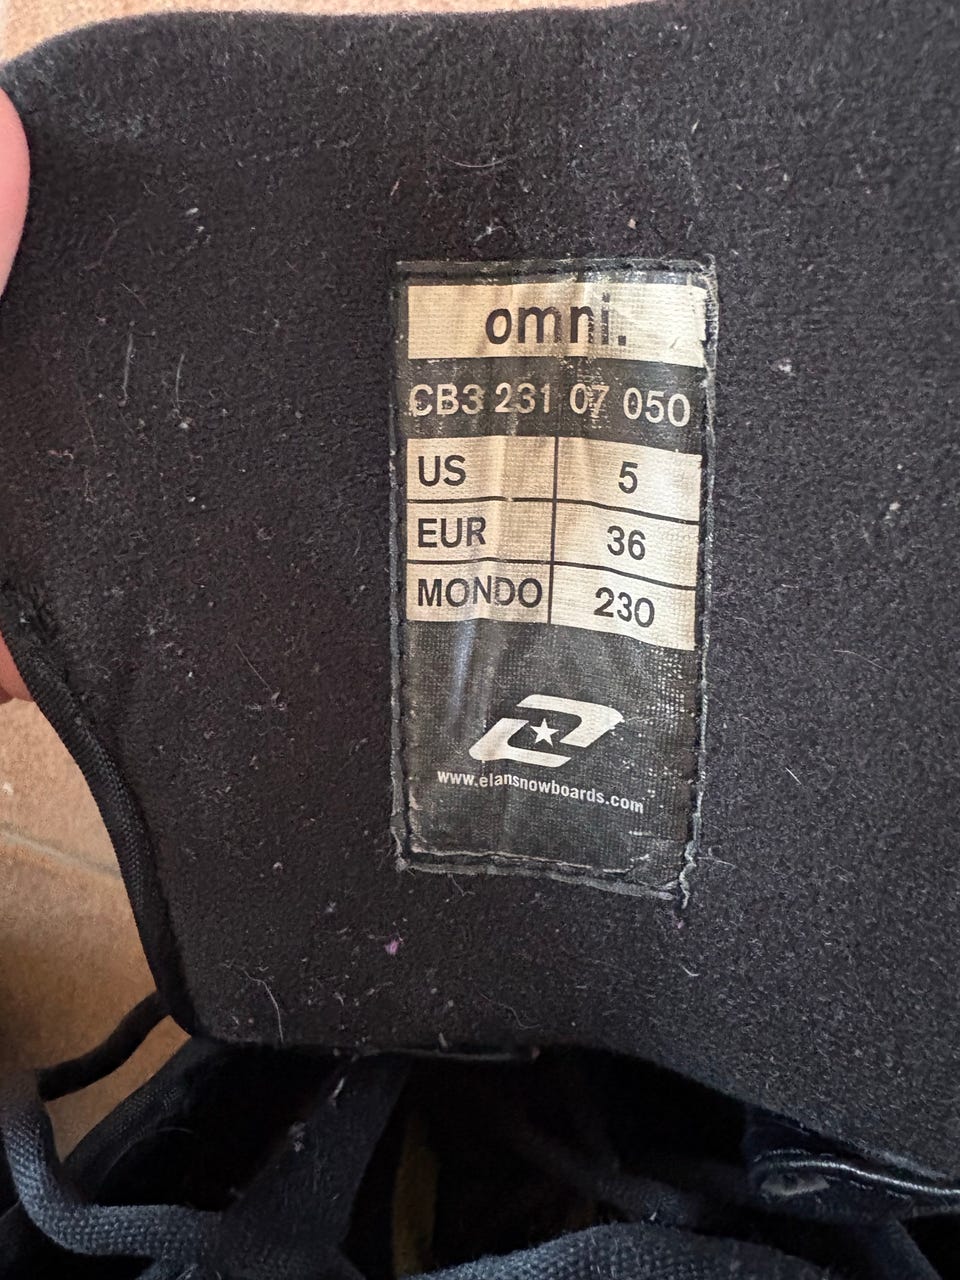 omni.
CB3 231 07 050
US 5
EUR 36
MONDO 230
www.elansnowboards.com